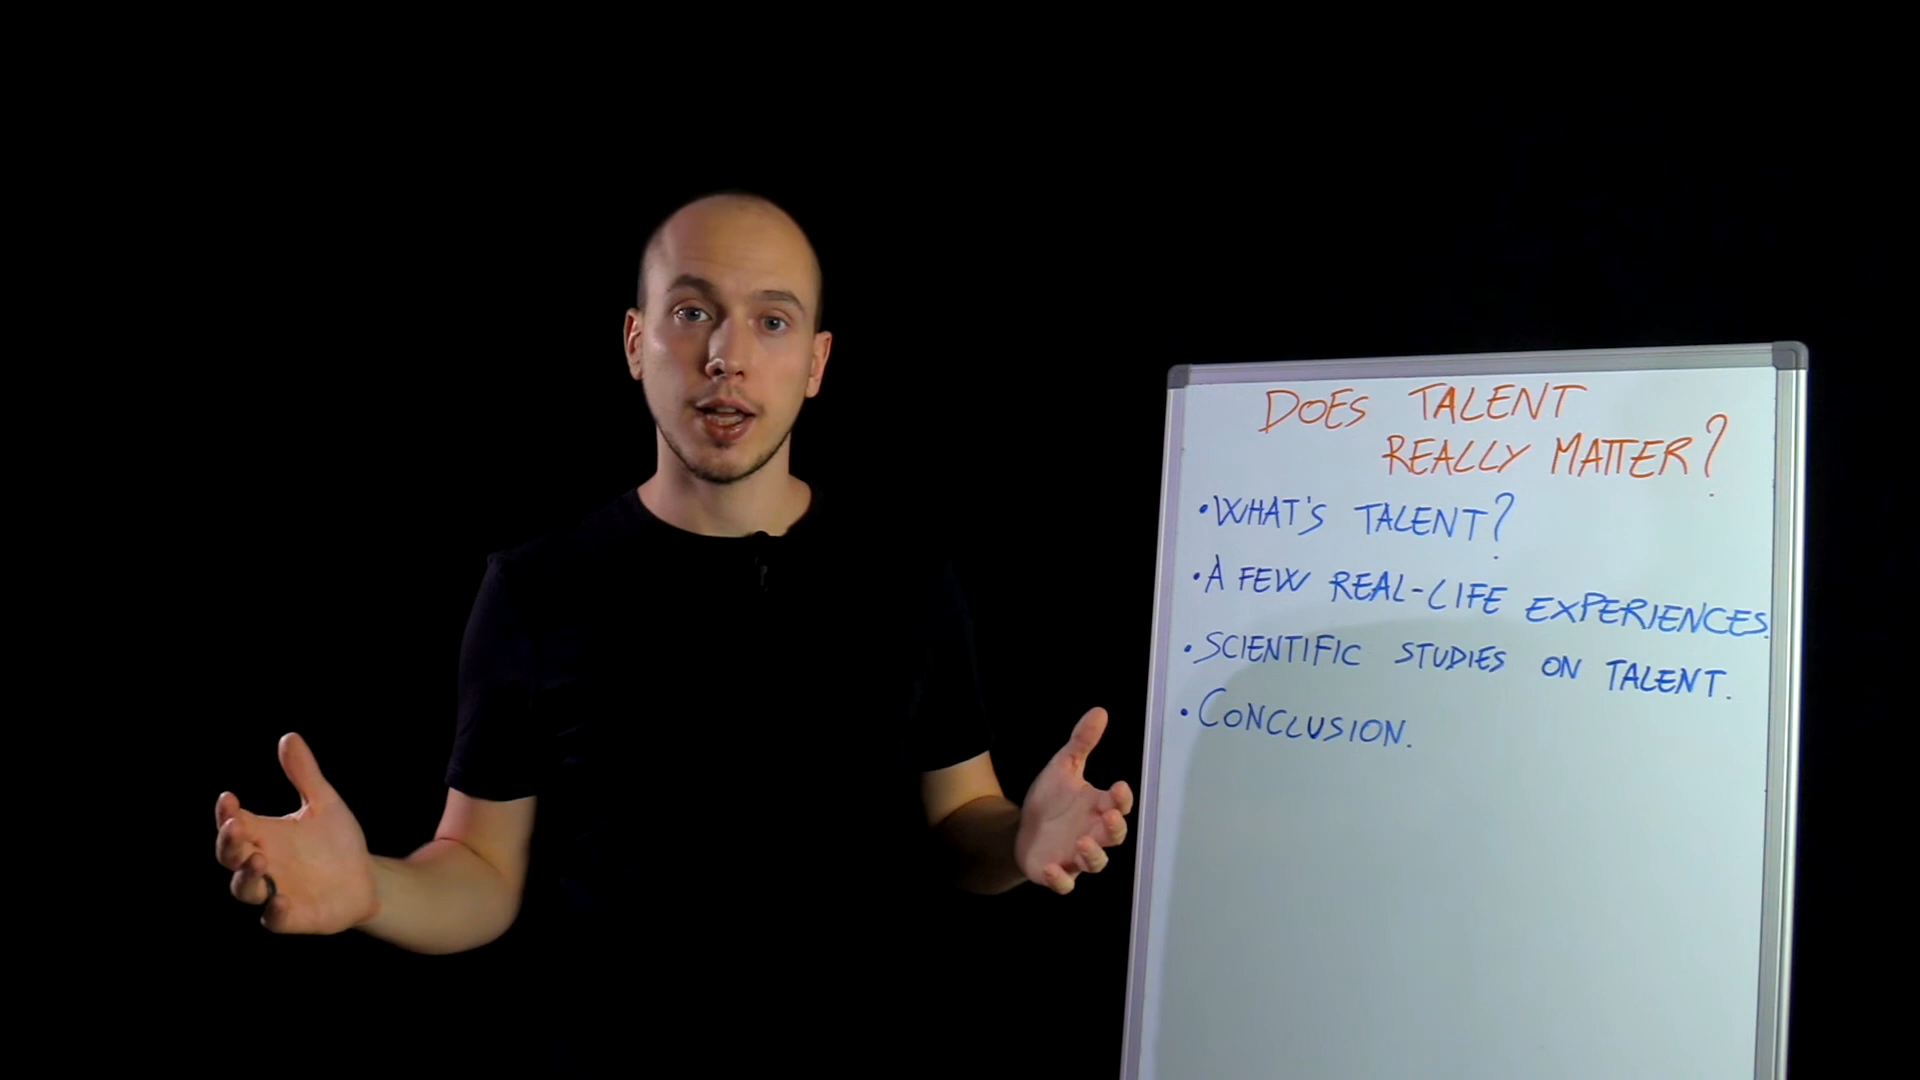 DOES TALENT
REALLY MATTER?
•WHAT'S TALENT?
•A FEW REAL-LIFE EXPERIENCES.
•SCIENTIFIC STUDIES ON TALENT.
•CONCLUSION.